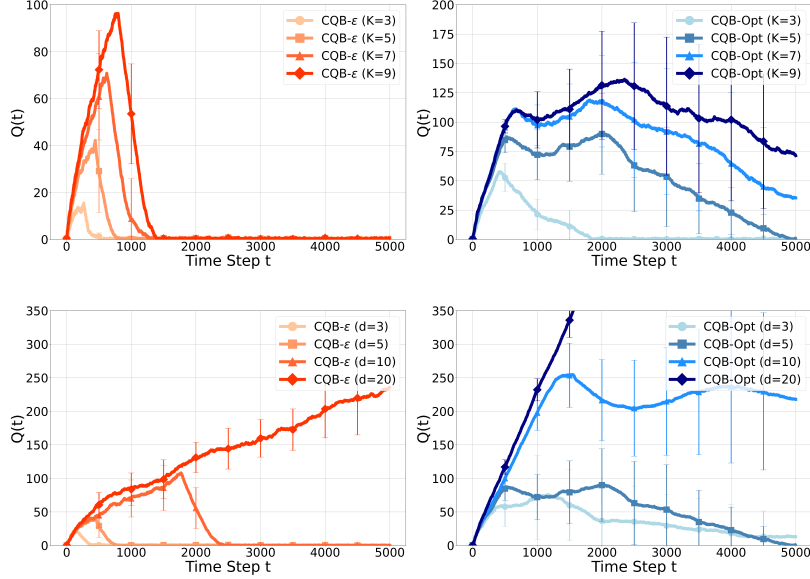 100
80
60
40
20
0
Q(t)
0 1000 2000 3000 4000 5000
Time Step t
CQB-ε (K=3)
CQB-ε (K=5)
CQB-ε (K=7)
CQB-ε (K=9)
200
175
150
125
100
75
50
25
0
Q(t)
0 1000 2000 3000 4000 5000
Time Step t
CQB-Opt (K=3)
CQB-Opt (K=5)
CQB-Opt (K=7)
CQB-Opt (K=9)
350
300
250
200
150
100
50
0
Q(t)
0 1000 2000 3000 4000 5000
Time Step t
CQB-ε (d=3)
CQB-ε (d=5)
CQB-ε (d=10)
CQB-ε (d=20)
350
300
250
200
150
100
50
0
Q(t)
0 1000 2000 3000 4000 5000
Time Step t
CQB-Opt (d=3)
CQB-Opt (d=5)
CQB-Opt (d=10)
CQB-Opt (d=20)